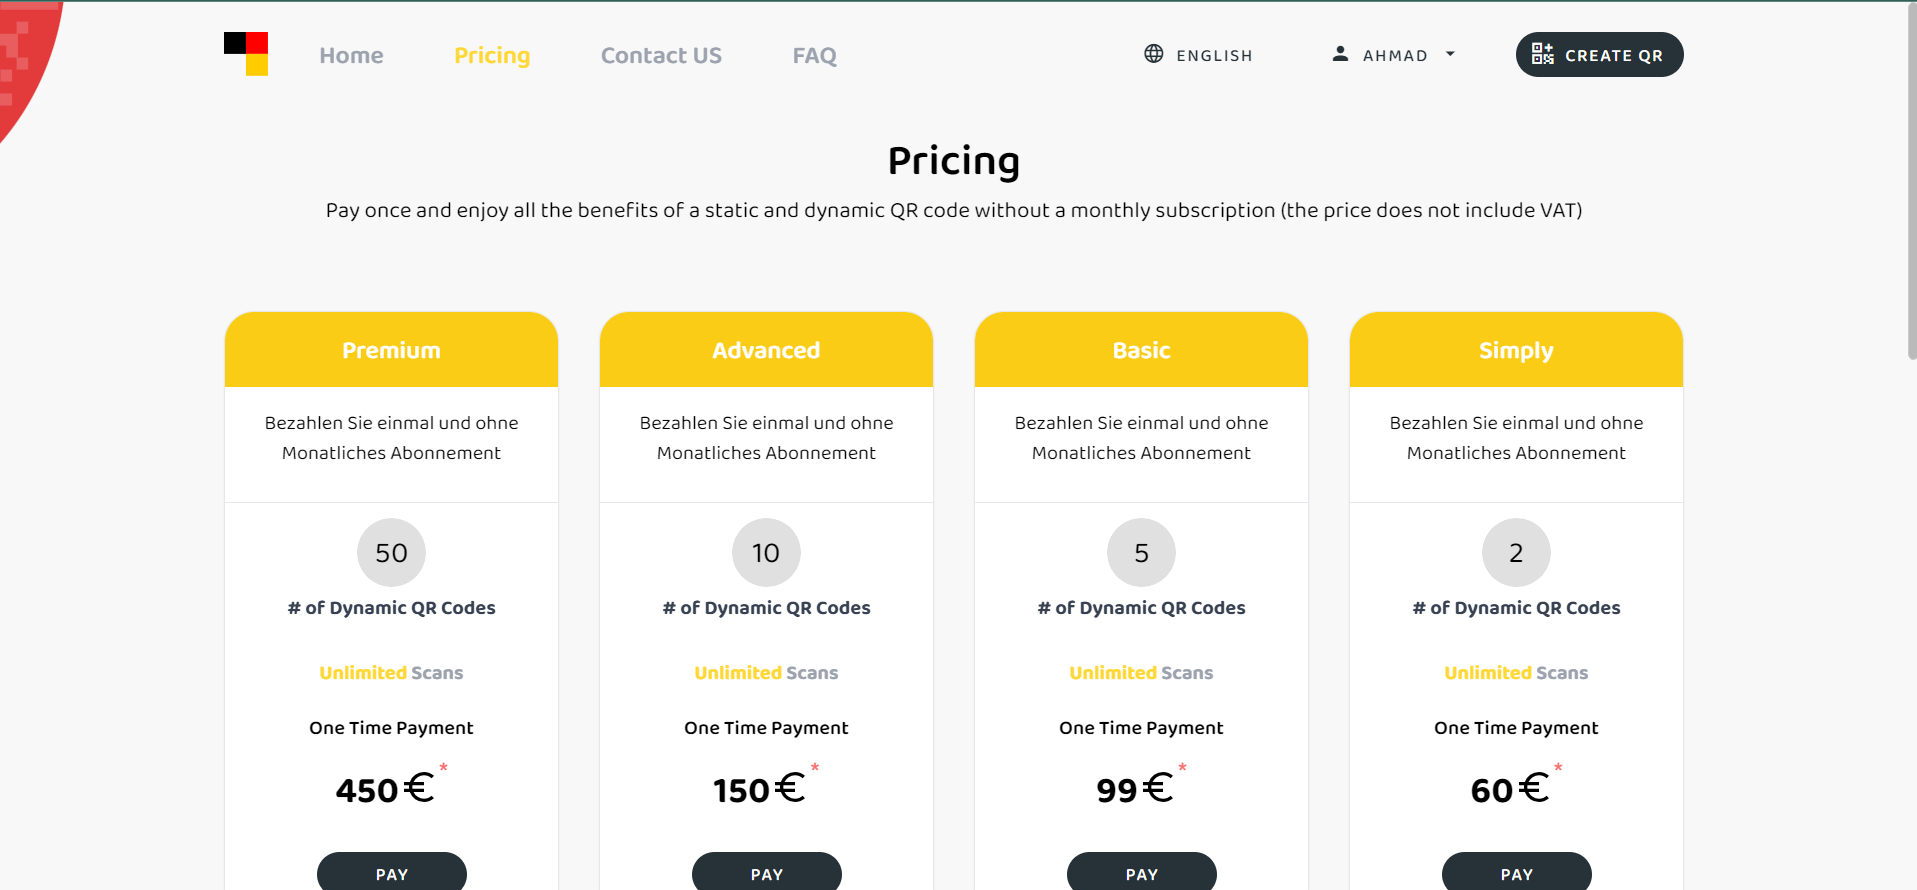 Home
Pricing
Contact US
FAQ
ENGLISH
AHMAD
CREATE QR
Pricing
Pay once and enjoy all the benefits of a static and dynamic QR code without a monthly subscription (the price does not include VAT)
Premium
Bezahlen Sie einmal und ohne
Monatliches Abonnement
50
# of Dynamic QR Codes
Unlimited Scans
One Time Payment
450€*
PAY
Advanced
Bezahlen Sie einmal und ohne
Monatliches Abonnement
10
# of Dynamic QR Codes
Unlimited Scans
One Time Payment
150€*
PAY
Basic
Bezahlen Sie einmal und ohne
Monatliches Abonnement
5
# of Dynamic QR Codes
Unlimited Scans
One Time Payment
99€*
PAY
Simply
Bezahlen Sie einmal und ohne
Monatliches Abonnement
2
# of Dynamic QR Codes
Unlimited Scans
One Time Payment
60€*
PAY